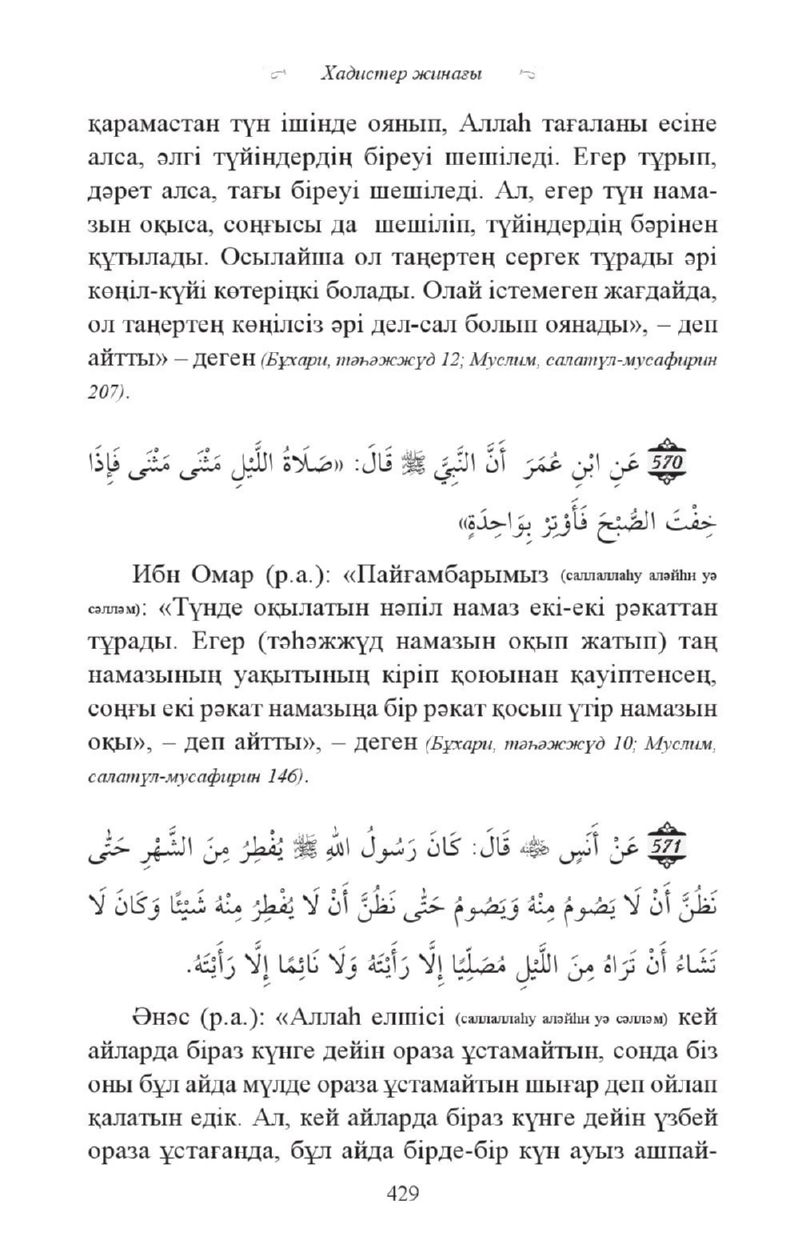 Хадистер жинағы
қарамастан түн ішінде оянып, Аллаһ тағаланы есіне
алса, әлгі түйіндердің біреуі шешіледі. Егер тұрып,
дәрет алса, тағы біреуі шешіледі. Ал, егер түн нама-
зын оқыса, соңғысы да шешіліп, түйіндердің бәрінен
құтылады. Осылайша ол таңертең сергек тұрады әрі
көңіл-күйі көтеріңкі болады. Олай істемеген жағдайда,
ол таңертең көңілсіз әрі дел-сал болып оянады», – деп
айтты» – деген (Бұхари, тәһәжжүд 12; Муслим, салатүл-мусафирин
207).
570 عَنِ ابْنِ عُمَرَ أَنَّ النَّبِيَّ ﷺ قَالَ: «صَلَاةُ اللَّيْلِ مَثْنَى مَثْنَى فَإِذَا
خِفْتَ الصُّبْحَ فَأَوْتِرْ بِوَاحِدَةٍ»
Ибн Омар (р.а.): «Пайғамбарымыз (саллаллаһу аләйһи уә
сәлләм): «Түнде оқылатын нәпіл намаз екі-екі рәкаттан
тұрады. Егер (тәһәжжүд намазын оқып жатып) таң
намазының уақытының кіріп қоюынан қауіптенсең,
соңғы екі рәкат намазыңа бір рәкат қосып үтір намазын
оқы», – деп айтты», – деген (Бұхари, тәһәжжүд 10; Муслим,
салатүл-мусафирин 146).
571 عَنْ أَنَسٍ ﷺ قَالَ: كَانَ رَسُولُ اللهِ ﷺ يُفْطِرُ مِنَ الشَّهْرِ حَتَّى
نَظُنَّ أَنْ لَا يَصُومُ مِنْهُ وَيَصُومُ حَتَّى نَظُنَّ أَنْ لَا يُفْطِرُ مِنْهُ شَيْئًا وَكَانَ لَا
تَشَاءُ أَنْ تَرَاهُ مِنَ اللَّيْلِ مُصَلِّيًا إِلَّا رَأَيْتَهُ وَلَا نَائِمًا إِلَّا رَأَيْتَهُ.
Әнәс (р.а.): «Аллаһ елшісі (саллаллаһу аләйһи уә сәлләм) кей
айларда біраз күнге дейін ораза ұстамайтын, сонда біз
оны бұл айда мүлде ораза ұстамайтын шығар деп ойлап
қалатын едік. Ал, кей айларда біраз күнге дейін үзбей
ораза ұстағанда, бұл айда бірде-бір күн ауыз ашпай-
429